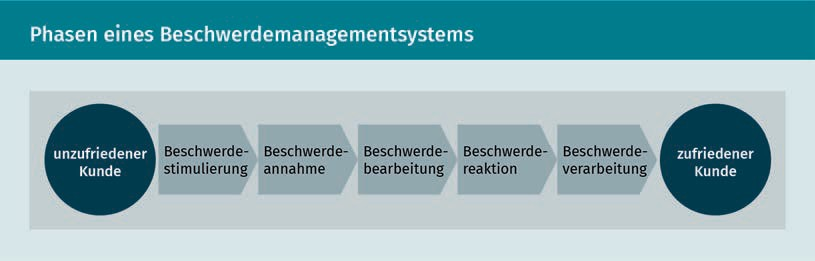 Phasen eines Beschwerdemanagementsystems
unzufriedener
Kunde
Beschwerde-
stimulierung
Beschwerde-
annahme
Beschwerde-
bearbeitung
Beschwerde-
reaktion
Beschwerde-
verarbeitung
zufriedener
Kunde